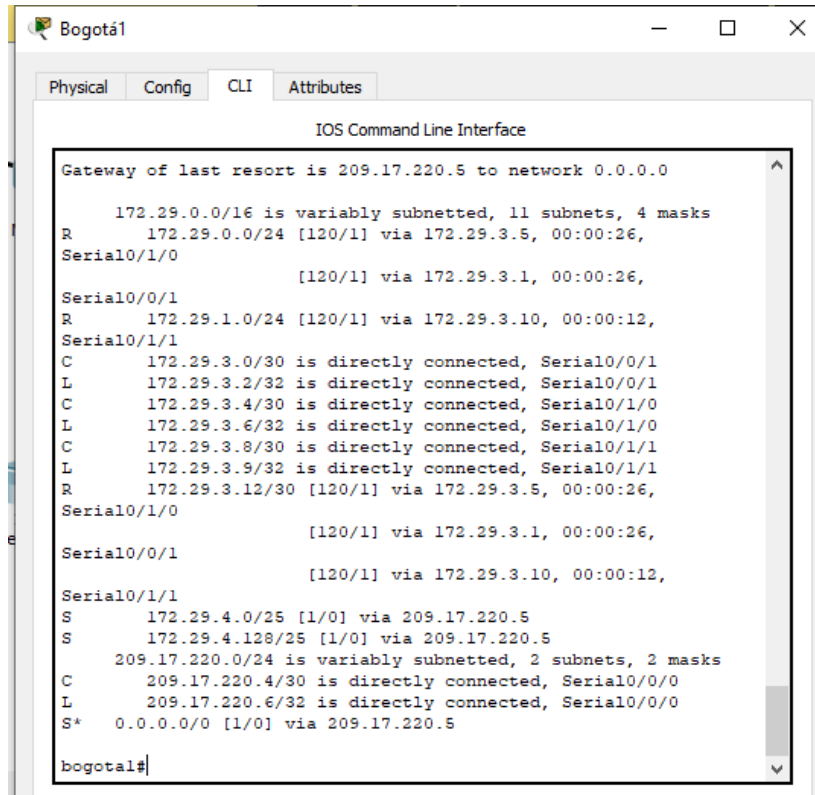 Bogotá1
Physical Config CLI Attributes
IOS Command Line Interface
Gateway of last resort is 209.17.220.5 to network 0.0.0.0
172.29.0.0/16 is variably subnetted, 11 subnets, 4 masks
R 172.29.0.0/24 [120/1] via 172.29.3.5, 00:00:26,
Serial0/1/0
[120/1] via 172.29.3.1, 00:00:26,
Serial0/0/1
R 172.29.1.0/24 [120/1] via 172.29.3.10, 00:00:12,
Serial0/1/1
C 172.29.3.0/30 is directly connected, Serial0/0/1
L 172.29.3.2/32 is directly connected, Serial0/0/1
C 172.29.3.4/30 is directly connected, Serial0/1/0
L 172.29.3.6/32 is directly connected, Serial0/1/0
C 172.29.3.8/30 is directly connected, Serial0/1/1
L 172.29.3.9/32 is directly connected, Serial0/1/1
R 172.29.3.12/30 [120/1] via 172.29.3.5, 00:00:26,
Serial0/1/0
[120/1] via 172.29.3.1, 00:00:26,
Serial0/0/1
[120/1] via 172.29.3.10, 00:00:12,
Serial0/1/1
S 172.29.4.0/25 [1/0] via 209.17.220.5
S 172.29.4.128/25 [1/0] via 209.17.220.5
209.17.220.0/24 is variably subnetted, 2 subnets, 2 masks
C 209.17.220.4/30 is directly connected, Serial0/0/0
L 209.17.220.6/32 is directly connected, Serial0/0/0
S* 0.0.0.0/0 [1/0] via 209.17.220.5
bogota1#